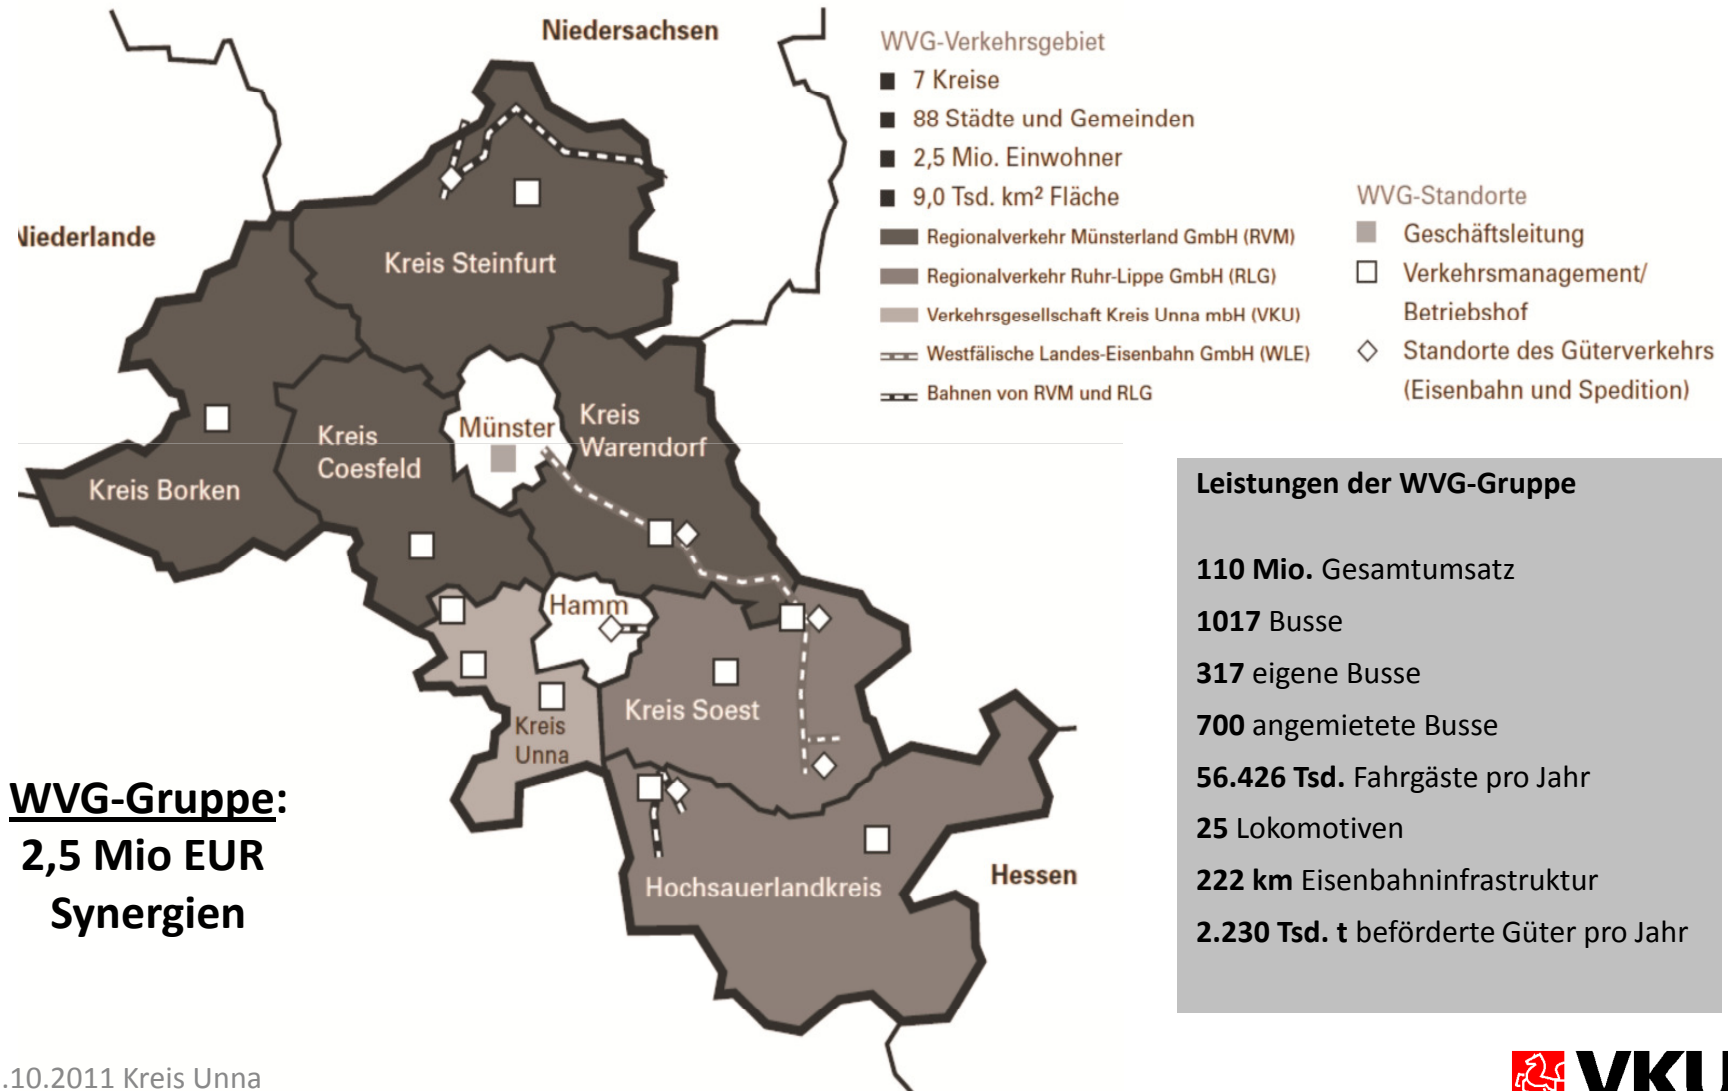 Niedersachsen
Niederlande
Kreis Steinfurt
Münster
Kreis
Warendorf
Kreis
Coesfeld
Kreis Borken
Hamm
Kreis Soest
Kreis
Unna
Hochsauerlandkreis
Hessen
WVG-Verkehrsgebiet
7 Kreise
88 Städte und Gemeinden
2,5 Mio. Einwohner
9,0 Tsd. km² Fläche
Regionalverkehr Münsterland GmbH (RVM)
Regionalverkehr Ruhr-Lippe GmbH (RLG)
Verkehrsgesellschaft Kreis Unna mbH (VKU)
Westfälische Landes-Eisenbahn GmbH (WLE)
Bahnen von RVM und RLG
WVG-Standorte
Geschäftsleitung
Verkehrsmanagement/
Betriebshof
Standorte des Güterverkehrs
(Eisenbahn und Spedition)
Leistungen der WVG-Gruppe
110 Mio. Gesamtumsatz
1017 Busse
317 eigene Busse
700 angemietete Busse
56.426 Tsd. Fahrgäste pro Jahr
25 Lokomotiven
222 km Eisenbahninfrastruktur
2.230 Tsd. t beförderte Güter pro Jahr
WVG-Gruppe:
2,5 Mio EUR
Synergien
.10.2011 Kreis Unna
VKU